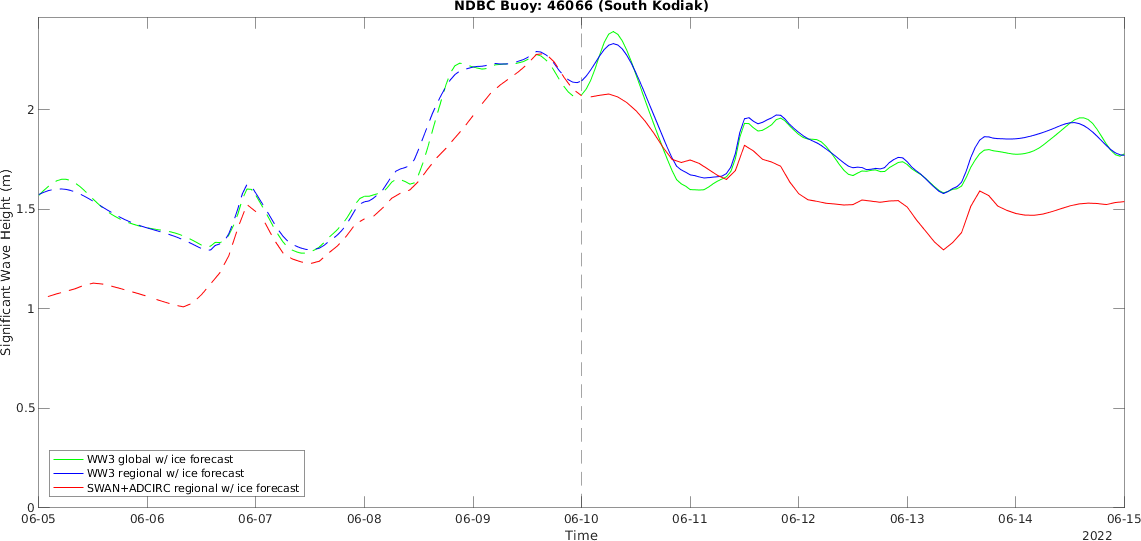 NDBC Buoy: 46066 (South Kodiak)
Significant Wave Height (m)
2
1.5
1
0.5
0
WW3 global w/ ice forecast
WW3 regional w/ ice forecast
SWAN+ADCIRC regional w/ ice forecast
06-05 06-06 06-07 06-08 06-09 06-10 06-11 06-12 06-13 06-14 06-15
Time
2022